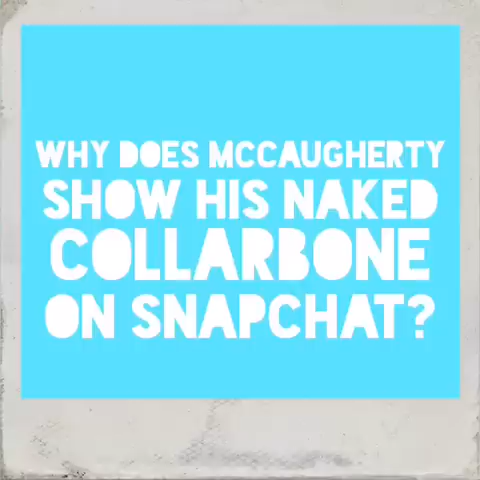 WHY DOES MCCAUGHERTY
SHOW HIS NAKED
COLLARBONE
ON SNAPCHAT?